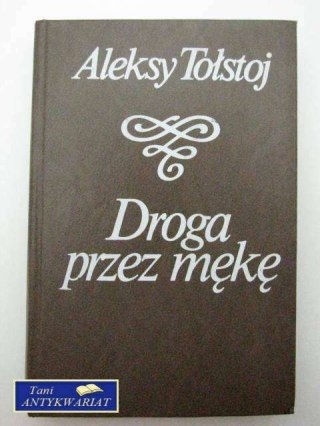 Aleksy Tołstoj
Droga
przez mękę
Tani
ANTYKWARIAT